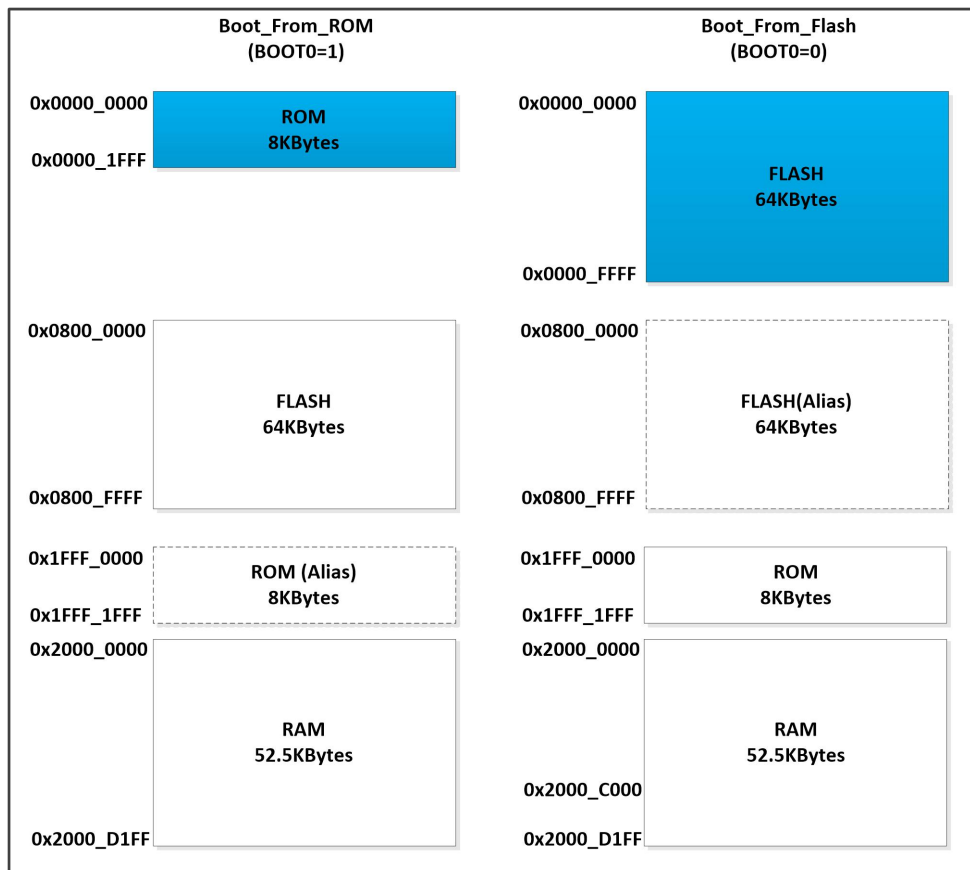 Boot_From_ROM
(BOOT0=1)
0x0000_0000
ROM
8KBytes
0x0000_1FFF
0x0800_0000
FLASH
64KBytes
0x0800_FFFF
0x1FFF_0000
ROM (Alias)
8KBytes
0x1FFF_1FFF
0x2000_0000
RAM
52.5KBytes
0x2000_D1FF
Boot_From_Flash
(BOOT0=0)
0x0000_0000
FLASH
64KBytes
0x0000_FFFF
0x0800_0000
FLASH(Alias)
64KBytes
0x0800_FFFF
0x1FFF_0000
ROM
8KBytes
0x1FFF_1FFF
0x2000_0000
RAM
52.5KBytes
0x2000_C000
0x2000_D1FF